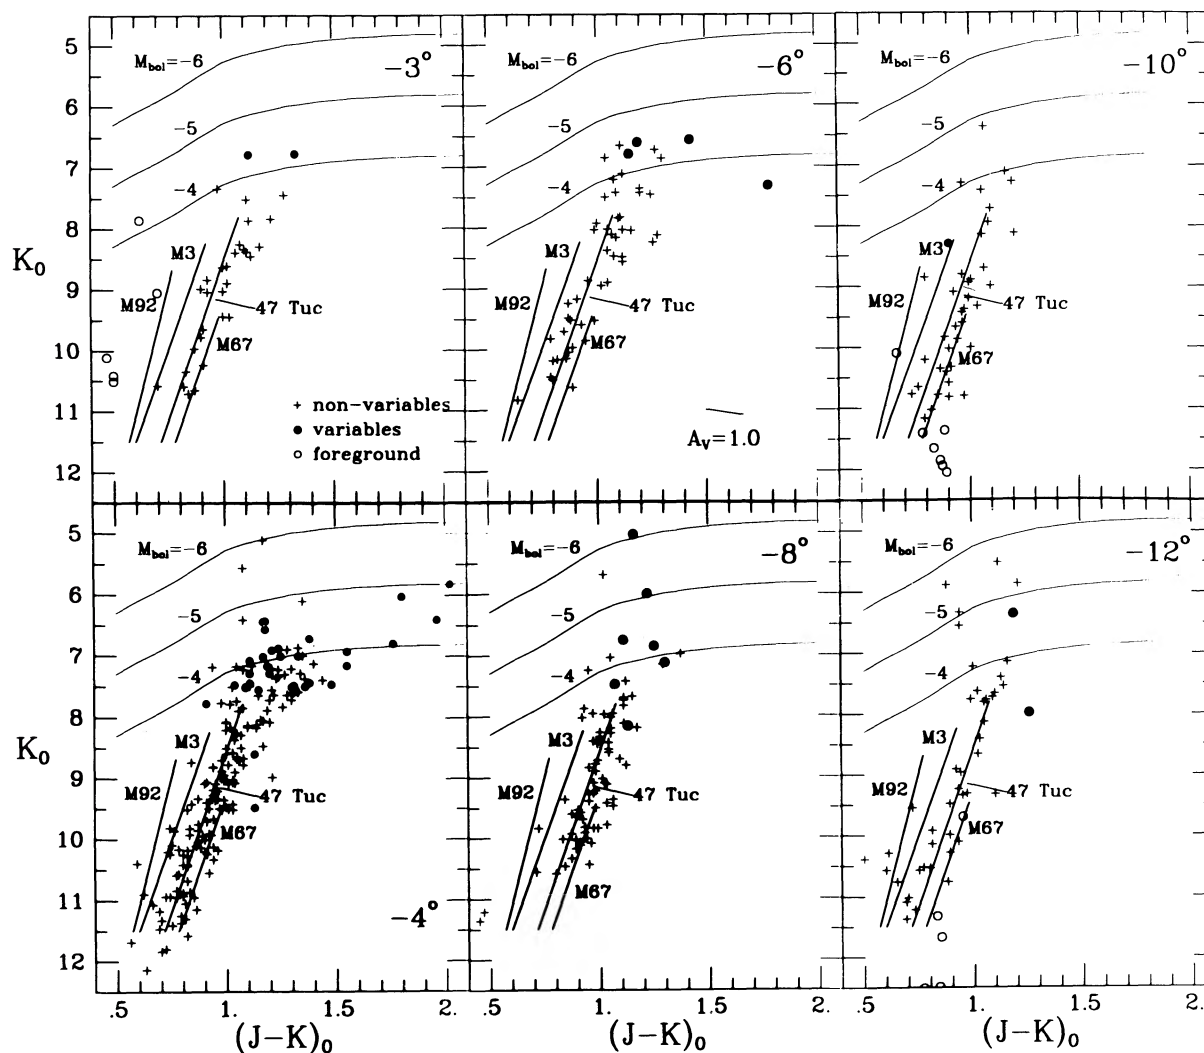 M_bol=-6
-3°
-5
-4
M3
M92
47 Tuc
M67
+ non-variables
● variables
○ foreground
5
6
7
8
9
10
11
12
K₀
M_bol=-6
-6°
-5
-4
M3
M92
47 Tuc
M67
A_V=1.0
M_bol=-6
-10°
-5
-4
M3
M92
47 Tuc
M67
M_bol=-6
-5
-4
M3
M92
47 Tuc
M67
-4°
5
6
7
8
9
10
11
12
K₀
.5
1.
1.5
2.
(J-K)₀
M_bol=-6
-8°
-5
-4
M3
M92
47 Tuc
M67
.5
1.
1.5
2.
(J-K)₀
M_bol=-6
-12°
-5
-4
M3
M92
47 Tuc
M67
.5
1.
1.5
2.
(J-K)₀